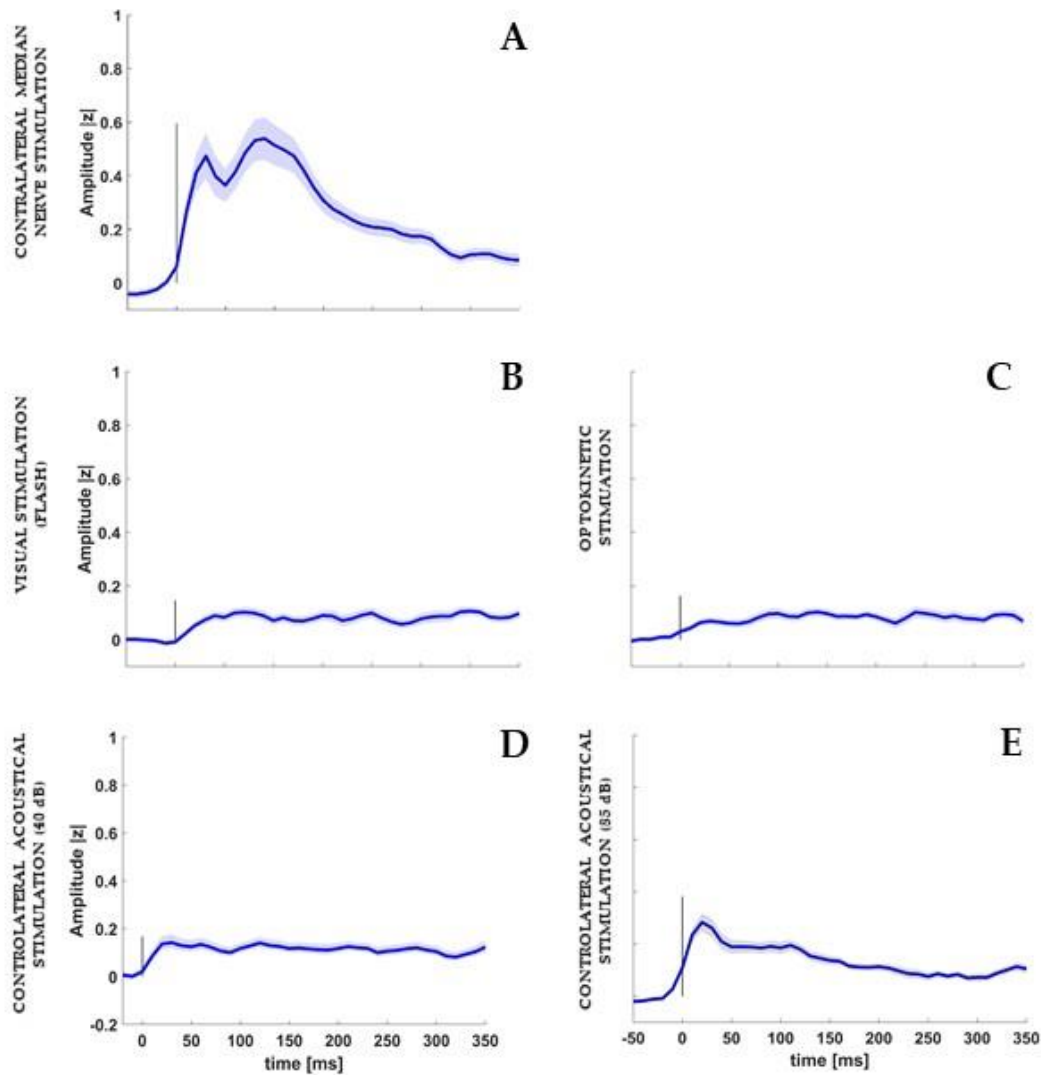 A
CONTRALATERAL MEDIAN
NERVE STIMULATION
Amplitude |z|
1
0.8
0.6
0.4
0.2
0
B
VISUAL STIMULATION
(FLASH)
Amplitude |z|
1
0.8
0.6
0.4
0.2
0
C
OPTOKINETIC
STIMUATION
D
CONTROLATERAL ACOUSTICAL
STIMULATION (40 dB)
Amplitude |z|
1
0.8
0.6
0.4
0.2
0
-0.2
0 50 100 150 200 250 300 350
time [ms]
E
CONTROLATERAL ACOUSTICAL
STIMULATION (85 dB)
-50 0 50 100 150 200 250 300 350
time [ms]